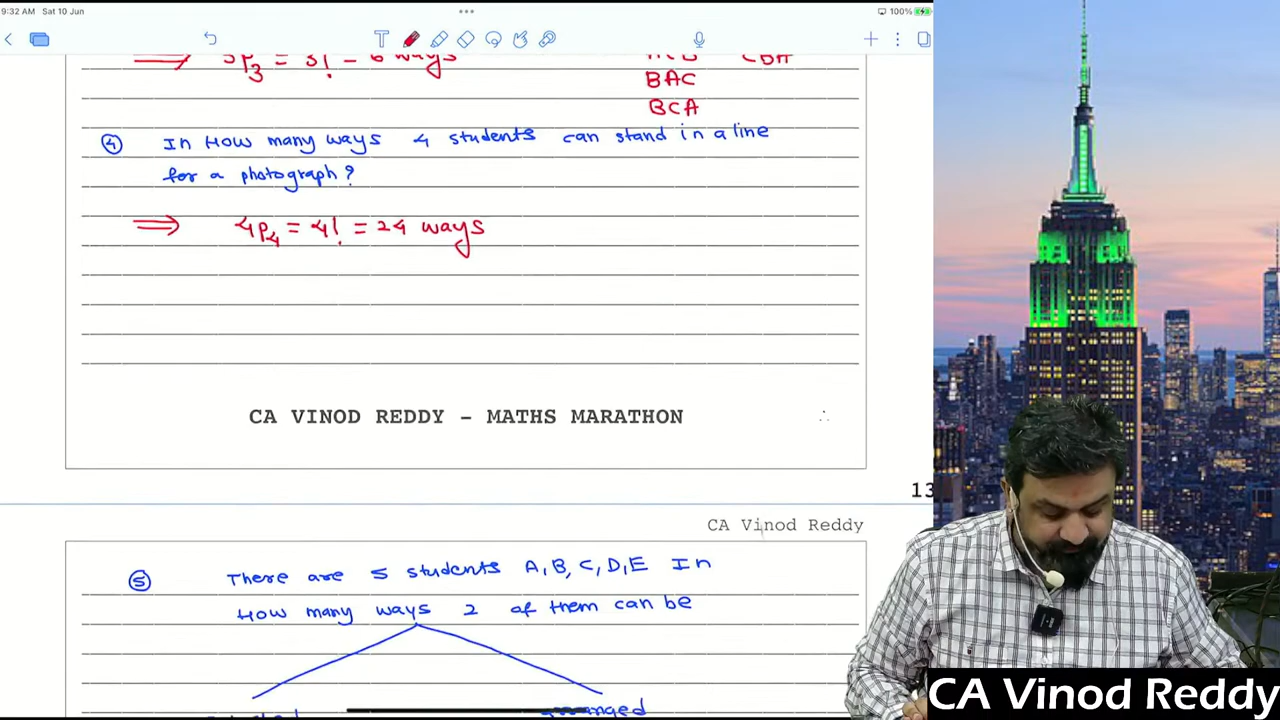 9:32 AM Sat 10 Jun
100%
T
3P3 = 3! = 6 ways
BAC
BCA
4 In How many ways 4 students can stand in a line
for a photograph?
⇒ 4P4 = 4! = 24 ways
CA VINOD REDDY - MATHS MARATHON
13
CA Vinod Reddy
5 There are 5 students A, B, C, D, E In
How many ways 2 of them can be
arranged
CA Vinod Reddy